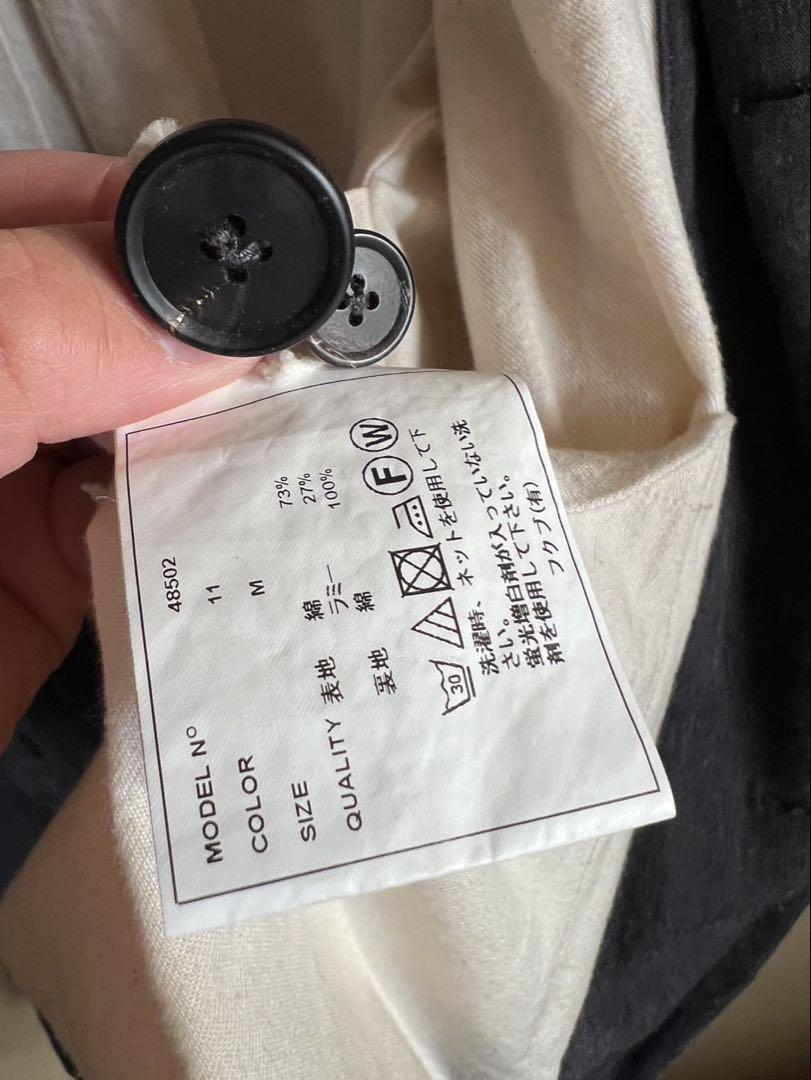 MODEL N° 48502
COLOR 11
SIZE M
QUALITY 表地 綿 73%
ラミー 27%
裏地 綿 100%
30 F W
洗濯時、ネットを使用して下
さい。
蛍光増白剤が入っていない洗
剤を使用して下さい。
フクプ(有)